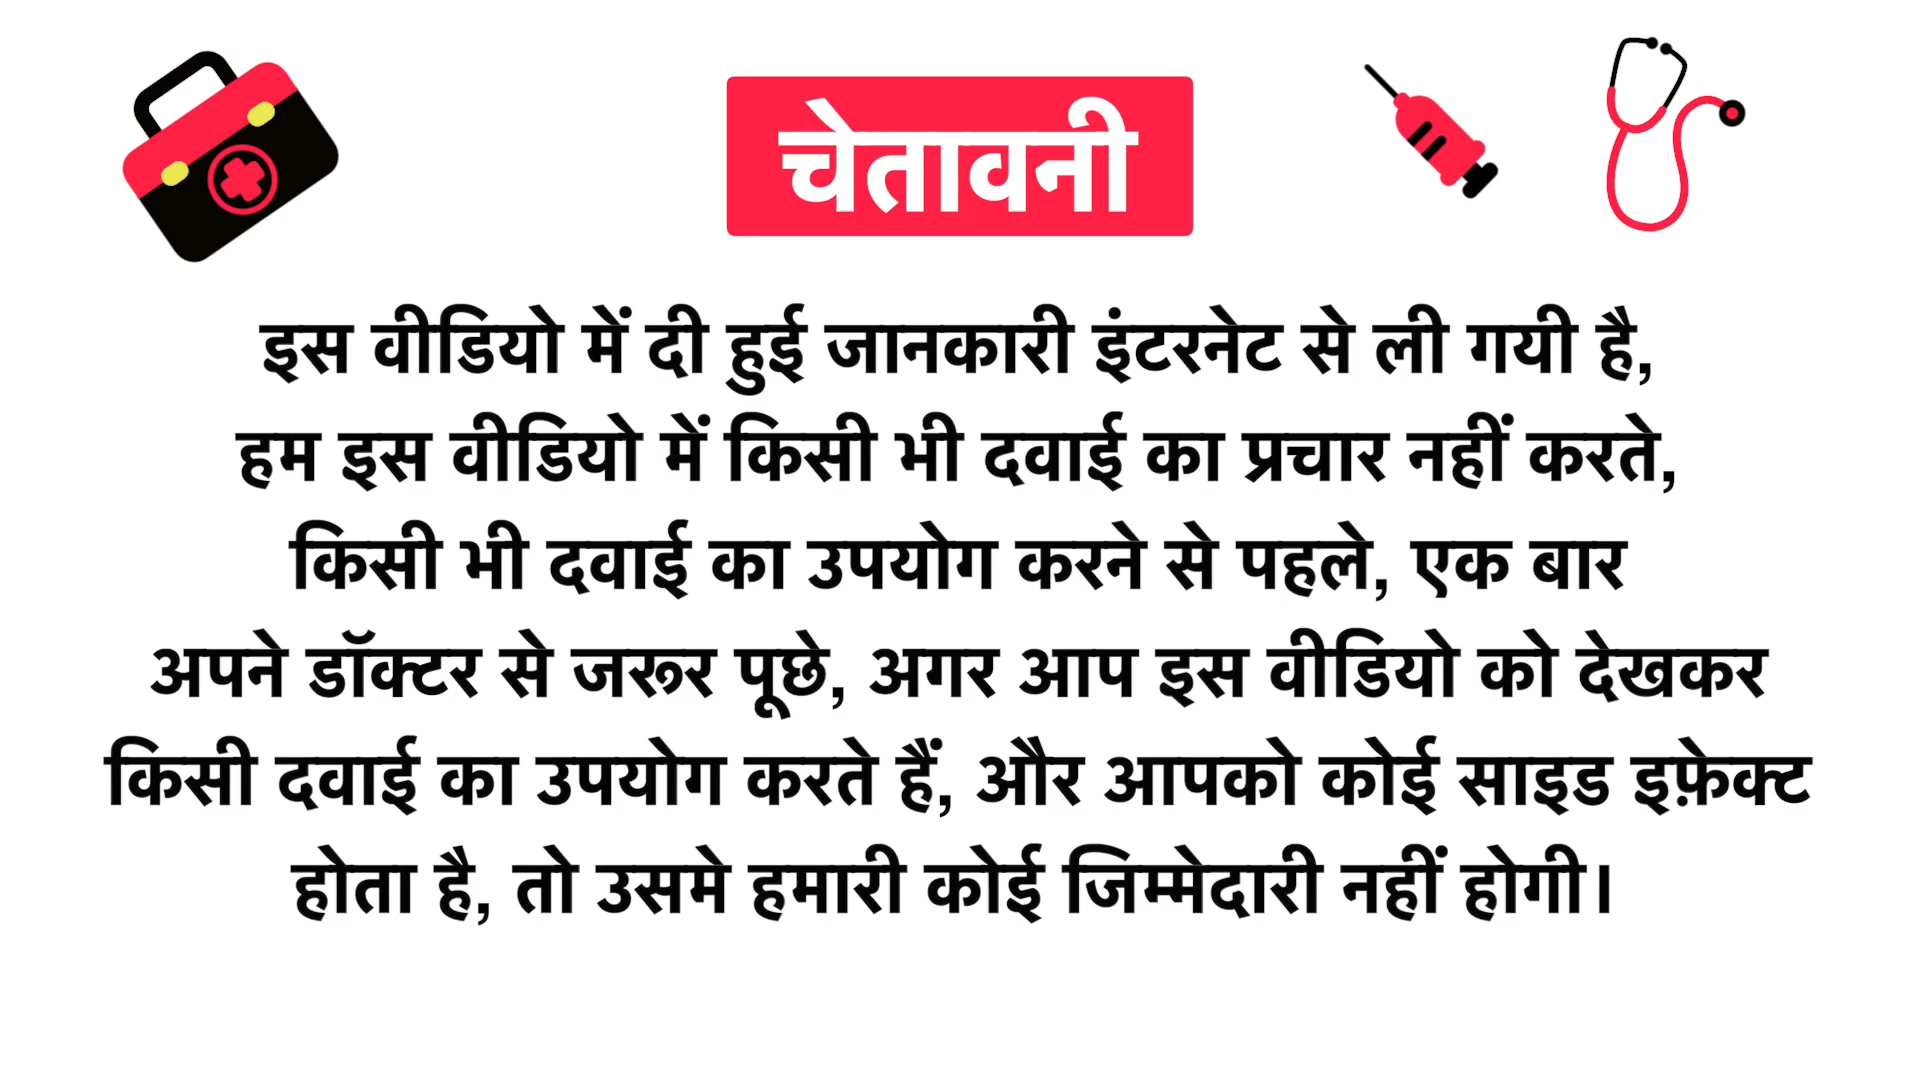 चेतावनी
इस वीडियो में दी हुई जानकारी इंटरनेट से ली गयी है,
हम इस वीडियो में किसी भी दवाई का प्रचार नहीं करते,
किसी भी दवाई का उपयोग करने से पहले, एक बार
अपने डॉक्टर से जरूर पूछे, अगर आप इस वीडियो को देखकर
किसी दवाई का उपयोग करते हैं, और आपको कोई साइड इफ़ेक्ट
होता है, तो उसमे हमारी कोई जिम्मेदारी नहीं होगी।